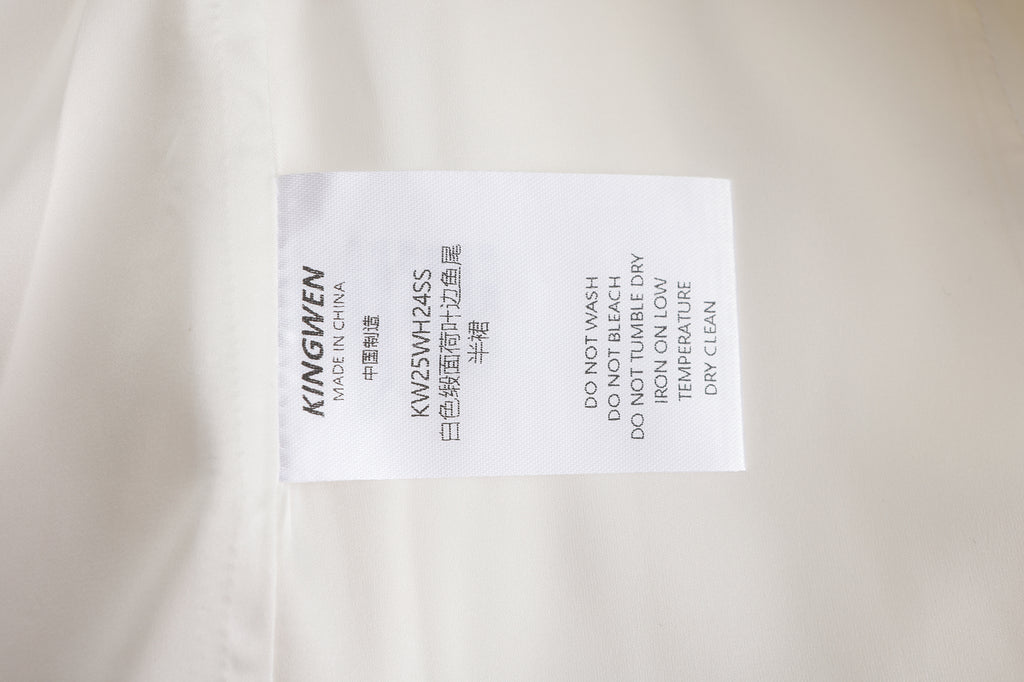 KINGWEN
MADE IN CHINA
中国制造
KW25WH24SS
白色缎面荷叶边鱼尾
半裙
DO NOT WASH
DO NOT BLEACH
DO NOT TUMBLE DRY
IRON ON LOW
TEMPERATURE
DRY CLEAN